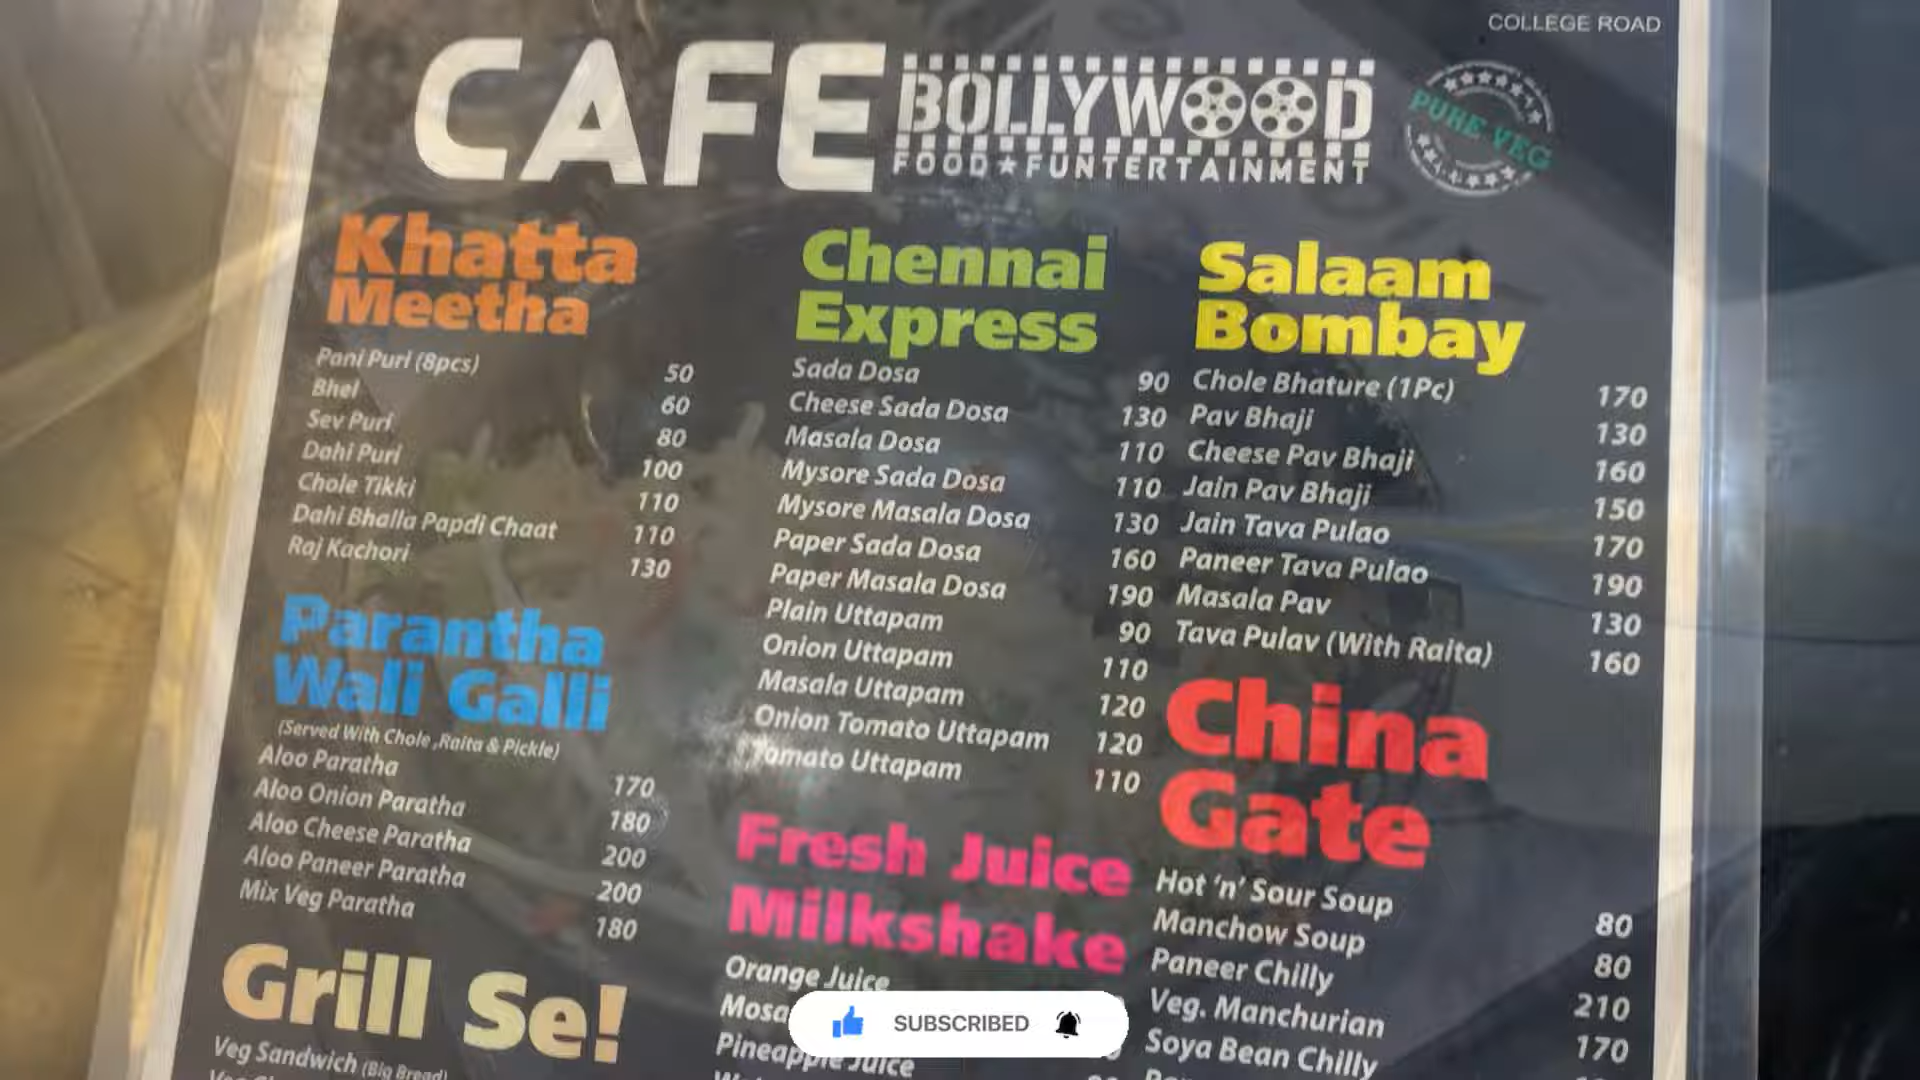 COLLEGE ROAD
CAFE BOLLYWOOD
FOOD★FUNTERTAINMENT
PURE VEG
Khatta
Meetha
Pani Puri (8pcs) 50
Bhel 60
Sev Puri 80
Dahi Puri 100
Chole Tikki 110
Dahi Bhalla Papdi Chaat 110
Raj Kachori 130
Parantha
Wali Galli
(Served With Chole ,Raita & Pickle)
Aloo Paratha 170
Aloo Onion Paratha 180
Aloo Cheese Paratha 200
Aloo Paneer Paratha 200
Mix Veg Paratha 180
Grill Se!
Veg Sandwich (Big Bread)
Chennai
Express
Sada Dosa 90
Cheese Sada Dosa 130
Masala Dosa 110
Mysore Sada Dosa 110
Mysore Masala Dosa 130
Paper Sada Dosa 160
Paper Masala Dosa 190
Plain Uttapam 90
Onion Uttapam 110
Masala Uttapam 120
Onion Tomato Uttapam 120
Tomato Uttapam 110
Fresh Juice
Milkshake
Orange Juice
Pineapple Juice
Salaam
Bombay
Chole Bhature (1Pc) 170
Pav Bhaji 130
Cheese Pav Bhaji 160
Jain Pav Bhaji 150
Jain Tava Pulao 170
Paneer Tava Pulao 190
Masala Pav 130
Tava Pulav (With Raita) 160
China
Gate
Hot 'n' Sour Soup 80
Manchow Soup 80
Paneer Chilly 210
Veg. Manchurian 170
Soya Bean Chilly
SUBSCRIBED